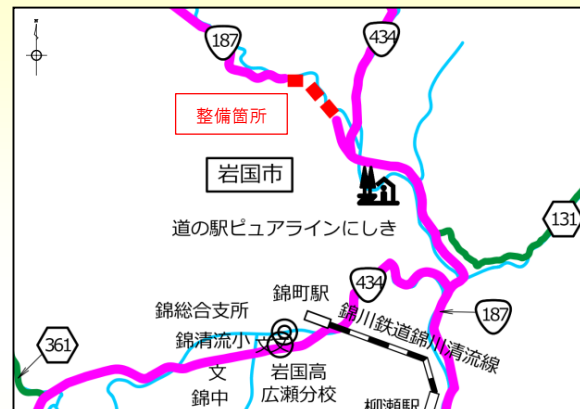 187
434
整備箇所
岩国市
道の駅ピュアラインにしき
131
434
錦町駅
錦総合支所
錦川鉄道錦川清流線
187
錦清流小
文文
361
岩国高
広瀬分校
文
錦中
柳瀬駅